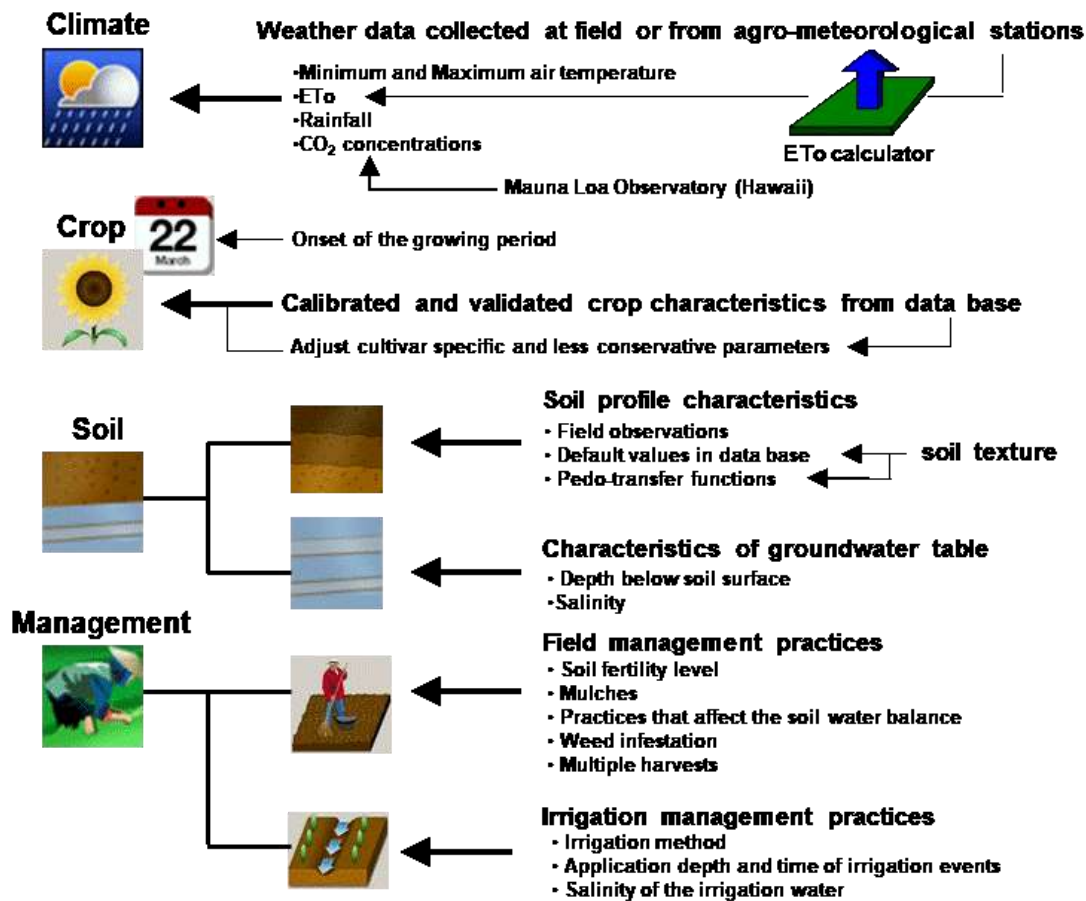 Climate
Weather data collected at field or from agro-meteorological stations
•Minimum and Maximum air temperature
•ETo
•Rainfall
•CO₂ concentrations
ETo calculator
Mauna Loa Observatory (Hawaii)
Crop
22
March
Onset of the growing period
Calibrated and validated crop characteristics from data base
Adjust cultivar specific and less conservative parameters
Soil
Soil profile characteristics
• Field observations
• Default values in data base
• Pedo-transfer functions
soil texture
Characteristics of groundwater table
• Depth below soil surface
•Salinity
Management
Field management practices
• Soil fertility level
• Mulches
• Practices that affect the soil water balance
• Weed infestation
• Multiple harvests
Irrigation management practices
• Irrigation method
• Application depth and time of irrigation events
• Salinity of the irrigation water